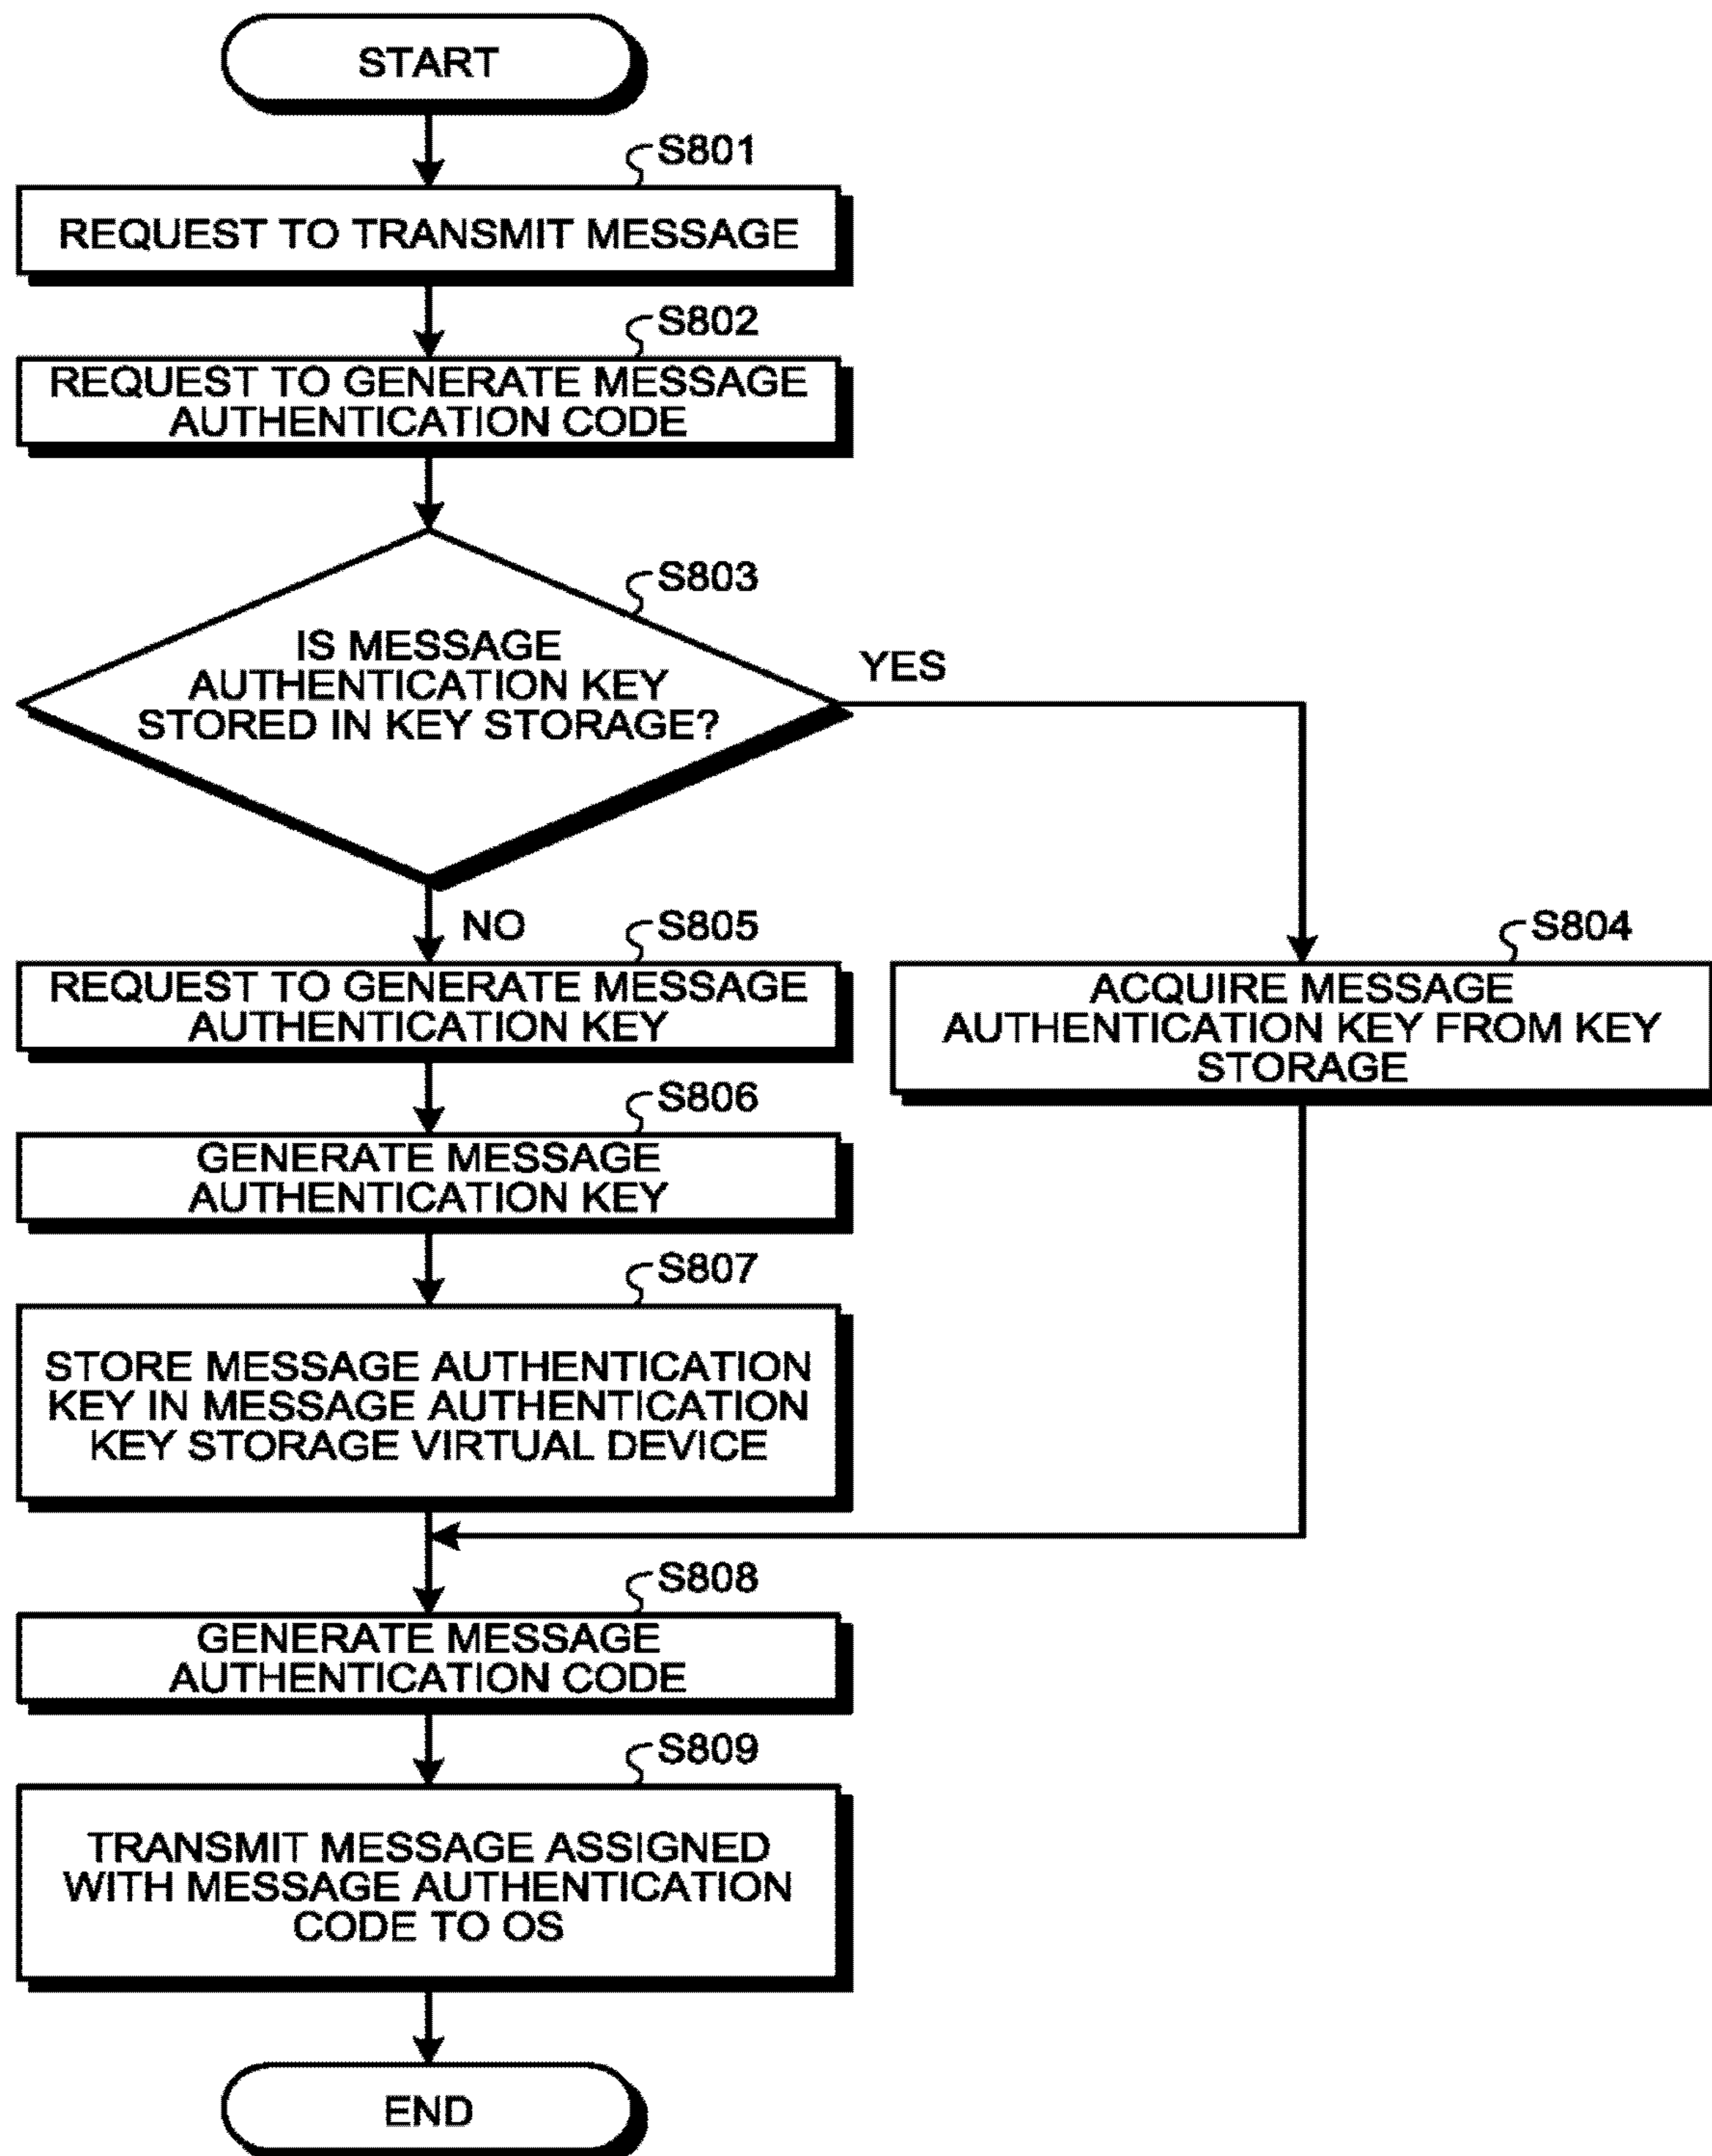 START
S801
REQUEST TO TRANSMIT MESSAGE
S802
REQUEST TO GENERATE MESSAGE
AUTHENTICATION CODE
S803
IS MESSAGE
AUTHENTICATION KEY
STORED IN KEY STORAGE?
YES
NO
S805
REQUEST TO GENERATE MESSAGE
AUTHENTICATION KEY
S804
ACQUIRE MESSAGE
AUTHENTICATION KEY FROM KEY
STORAGE
S806
GENERATE MESSAGE
AUTHENTICATION KEY
S807
STORE MESSAGE AUTHENTICATION
KEY IN MESSAGE AUTHENTICATION
KEY STORAGE VIRTUAL DEVICE
S808
GENERATE MESSAGE
AUTHENTICATION CODE
S809
TRANSMIT MESSAGE ASSIGNED
WITH MESSAGE AUTHENTICATION
CODE TO OS
END